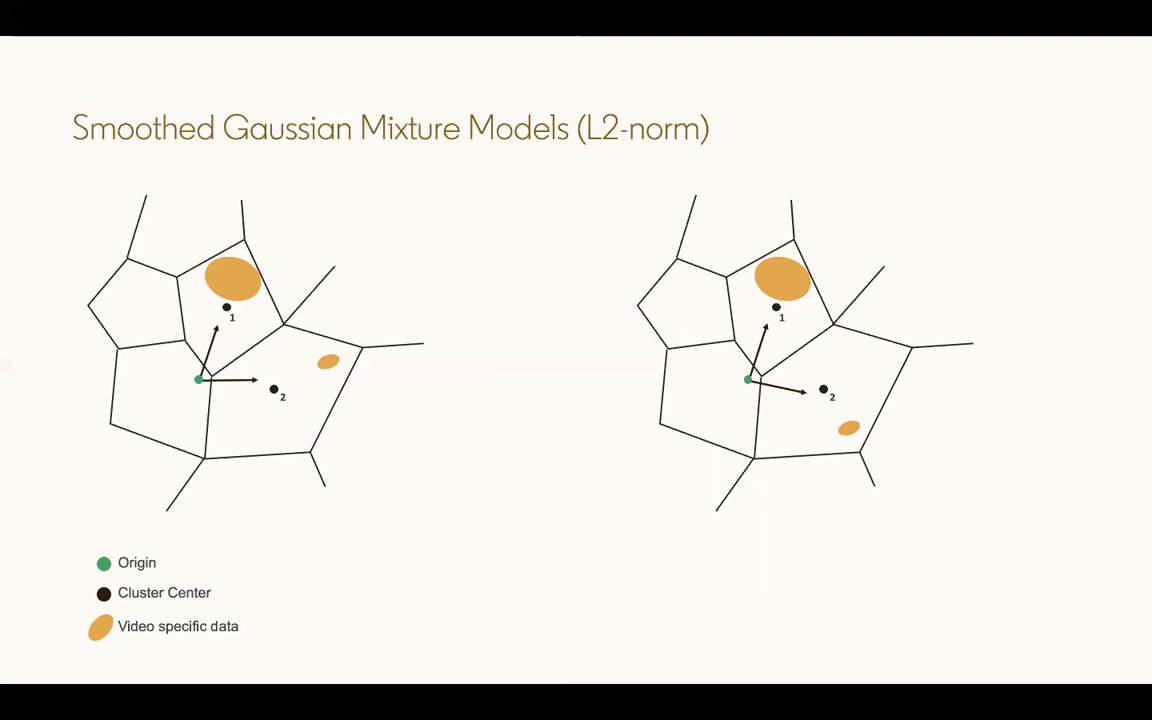 Smoothed Gaussian Mixture Models (L2-norm)
1
2
1
2
Origin
Cluster Center
Video specific data